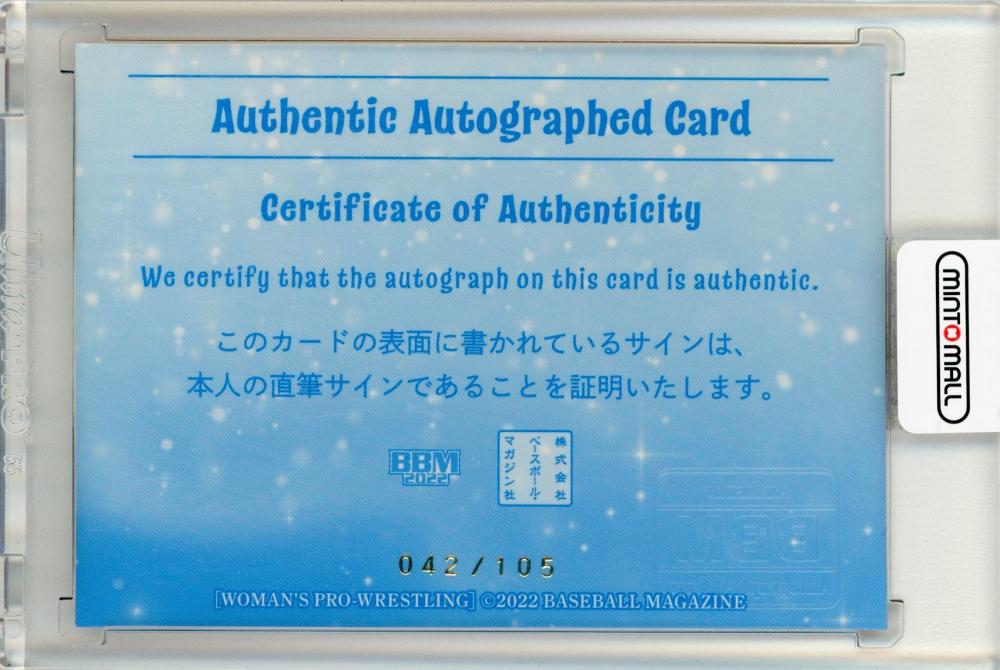 Authentic Autographed Card
Certificate of Authenticity
We certify that the autograph on this card is authentic.
このカードの表面に書かれているサインは、
本人の直筆サインであることを証明いたします。
BBM
2022
株式会社
ベースボール・
マガジン社
042/105
[WOMAN'S PRO-WRESTLING] ©2022 BASEBALL MAGAZINE
MINT MALL
UltraPRO